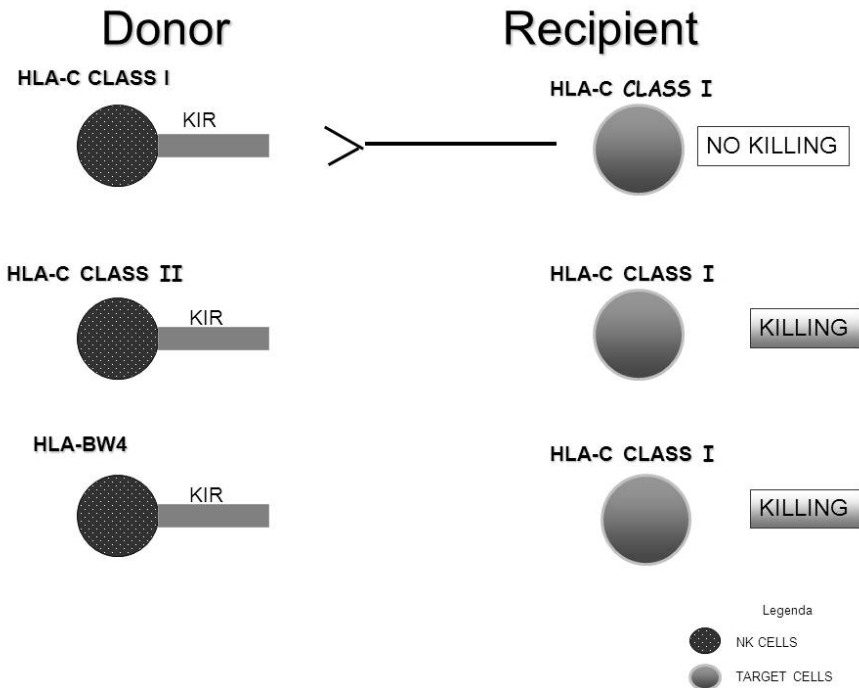 Donor
Recipient
HLA-C CLASS I
HLA-C CLASS I
KIR
NO KILLING
HLA-C CLASS II
HLA-C CLASS I
KIR
KILLING
HLA-BW4
HLA-C CLASS I
KIR
KILLING
Legenda
NK CELLS
TARGET CELLS